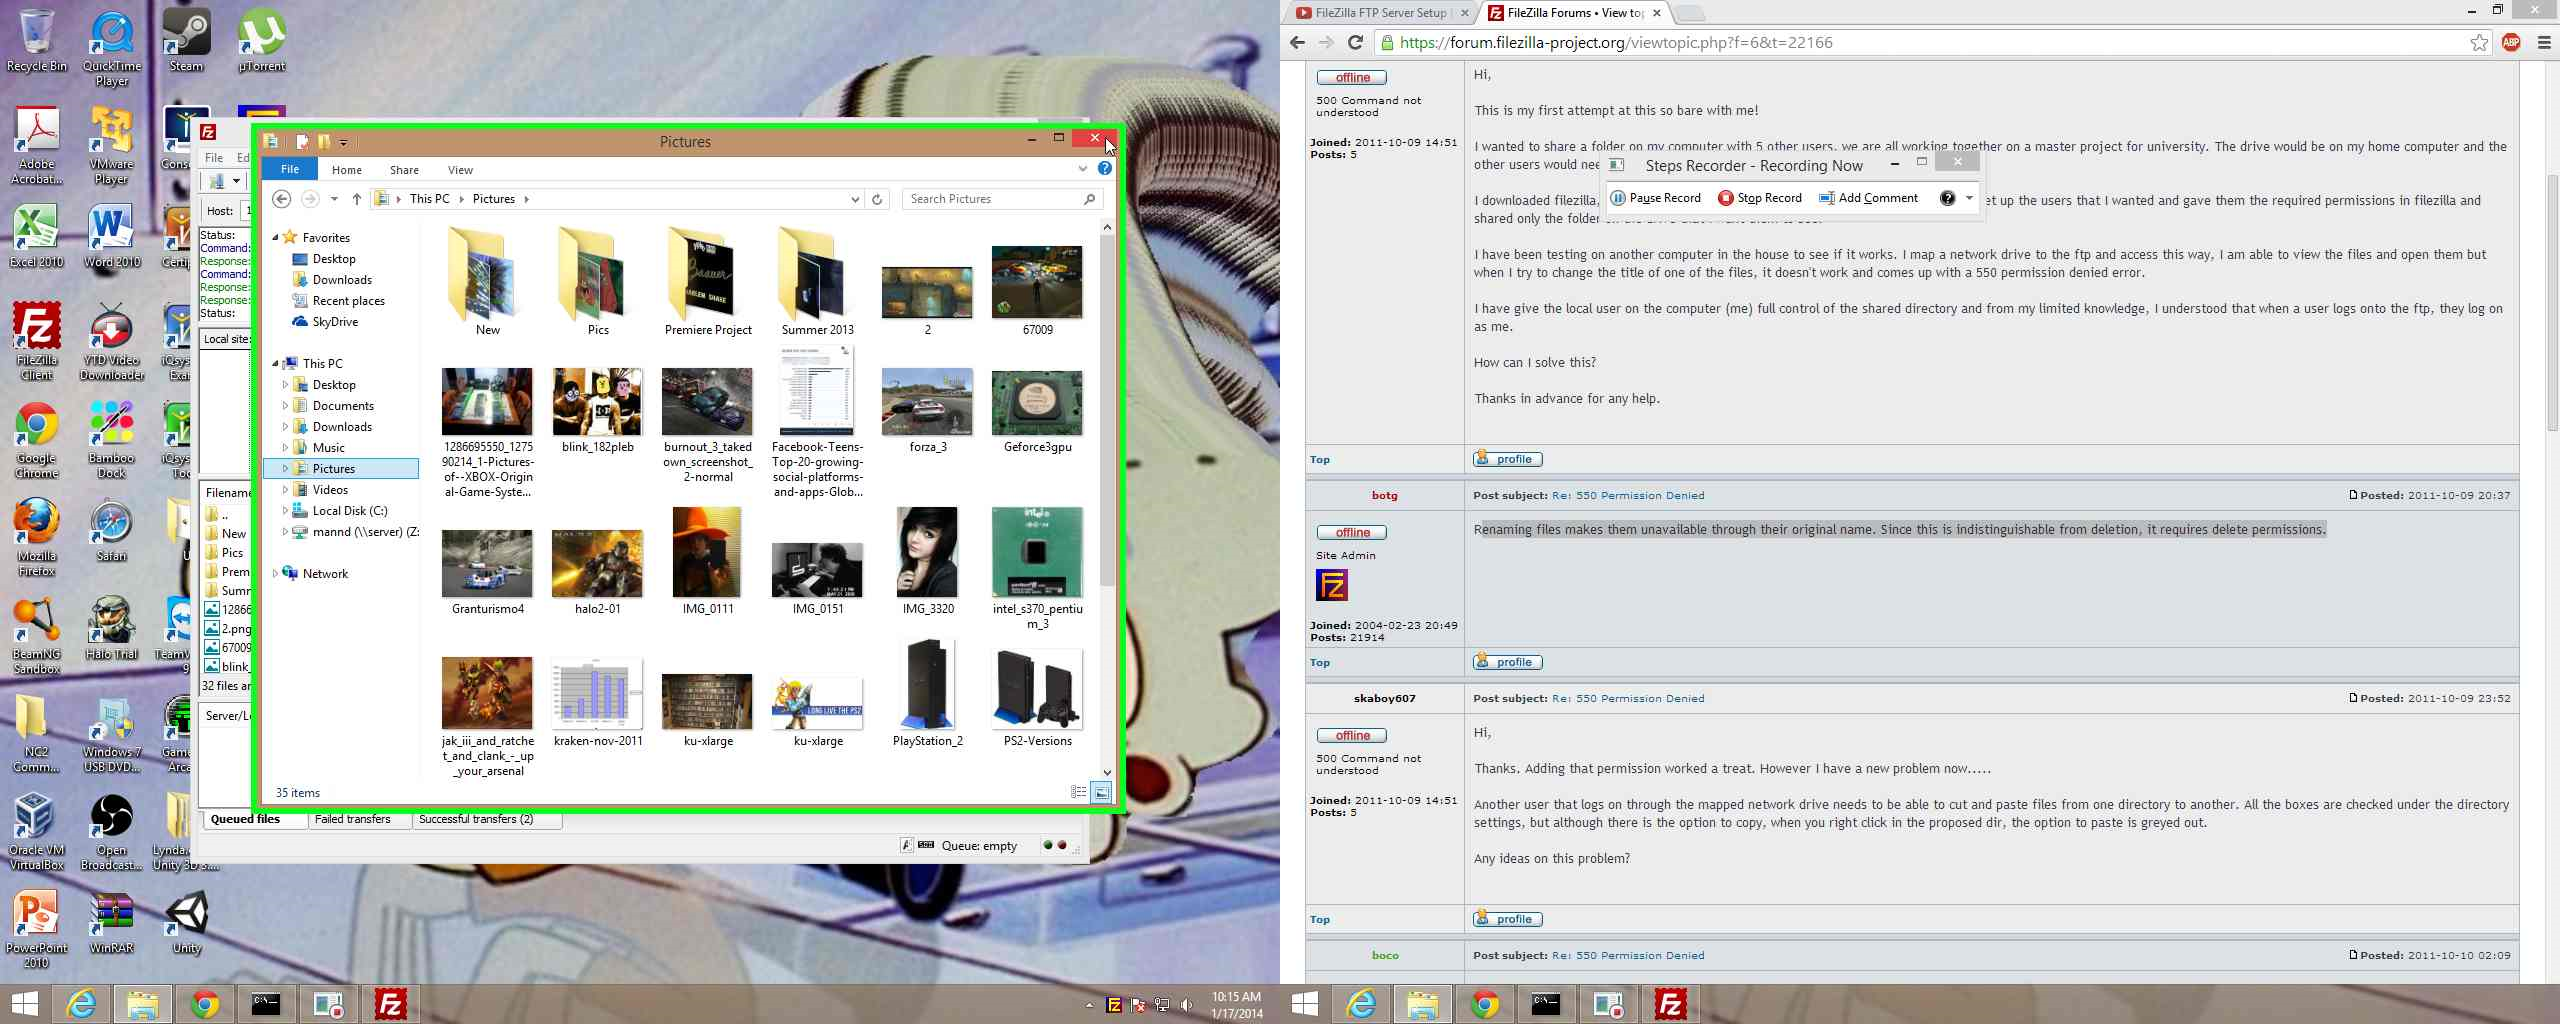 Recycle Bin
QuickTime Player
Steam
µTorrent
Adobe Acrobat...
VMware Player
Excel 2010
Word 2010
FileZilla Client
YTD Video Downloader
Google Chrome
Bamboo Dock
Mozilla Firefox
Safari
BeamNG Sandbox
Halo Trial
NC2 Comm...
Windows 7 USB DVD...
Oracle VM VirtualBox
Open Broadcast...
Lynda.c... Unity 3D 3....
PowerPoint 2010
WinRAR
Unity
File
Host:
Status:
Command:
Response:
Command:
Response:
Response:
Status:
Local site:
Filename
..
New
Pics
Prem
Summ
12866
2.png
67009
blink_
Server/Lo
Queued files
Failed transfers
Successful transfers (2)
Queue: empty
Pictures
File
Home
Share
View
This PC
Pictures
Search Pictures
Favorites
Desktop
Downloads
Recent places
SkyDrive
This PC
Desktop
Documents
Downloads
Music
Pictures
Videos
Local Disk (C:)
mannd (\\server) (Z:
Network
New
Pics
Premiere Project
Summer 2013
2
67009
1286695550_127590214_1-Pictures-of--XBOX-Original-Game-Syste...
blink_182pleb
burnout_3_takedown_screenshot_2-normal
Facebook-Teens-Top-20-growing-social-platforms-and-apps-Glob...
forza_3
Geforce3gpu
Granturismo4
halo2-01
IMG_0111
IMG_0151
IMG_3320
intel_s370_pentium_3
jak_iii_and_ratchet_and_clank_-_up_your_arsenal
kraken-nov-2011
ku-xlarge
ku-xlarge
PlayStation_2
PS2-Versions
35 items
10:15 AM
1/17/2014
FileZilla FTP Server Setup
FileZilla Forums • View top
https://forum.filezilla-project.org/viewtopic.php?f=6&t=22166
ABP
offline
500 Command not understood
Joined: 2011-10-09 14:51
Posts: 5
Hi,
This is my first attempt at this so bare with me!
I wanted to share a folder on my computer with 5 other users, we are all working together on a master project for university. The drive would be on my home computer and the
other users would nee
I downloaded filezilla,
et up the users that I wanted and gave them the required permissions in filezilla and
shared only the folder
Steps Recorder - Recording Now
Pause Record
Stop Record
Add Comment
I have been testing on another computer in the house to see if it works. I map a network drive to the ftp and access this way, I am able to view the files and open them but
when I try to change the title of one of the files, it doesn't work and comes up with a 550 permission denied error.
I have give the local user on the computer (me) full control of the shared directory and from my limited knowledge, I understood that when a user logs onto the ftp, they log on
as me.
How can I solve this?
Thanks in advance for any help.
Top
profile
botg
Post subject: Re: 550 Permission Denied
Posted: 2011-10-09 20:37
offline
Site Admin
Joined: 2004-02-23 20:49
Posts: 21914
Renaming files makes them unavailable through their original name. Since this is indistinguishable from deletion, it requires delete permissions.
Top
profile
skaboy607
Post subject: Re: 550 Permission Denied
Posted: 2011-10-09 23:52
offline
500 Command not understood
Joined: 2011-10-09 14:51
Posts: 5
Hi,
Thanks. Adding that permission worked a treat. However I have a new problem now.....
Another user that logs on through the mapped network drive needs to be able to cut and paste files from one directory to another. All the boxes are checked under the directory
settings, but although there is the option to copy, when you right click in the proposed dir, the option to paste is greyed out.
Any ideas on this problem?
Top
profile
boco
Post subject: Re: 550 Permission Denied
Posted: 2011-10-10 02:09